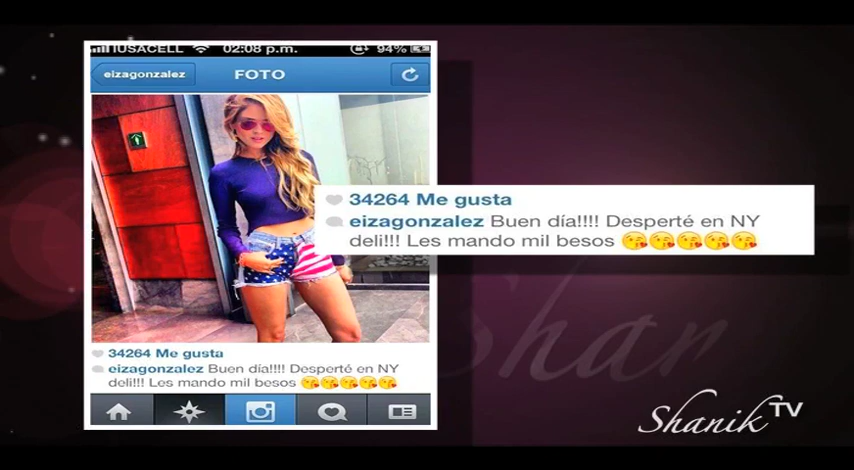 IUSACELL 02:08 p.m. 94%
eizagonzalez FOTO
34264 Me gusta
eizagonzalez Buen día!!!! Desperté en NY
deli!!! Les mando mil besos 😘😘😘😘😘
34264 Me gusta
eizagonzalez Buen día!!!! Desperté en NY
deli!!! Les mando mil besos 😘😘😘😘😘
Shar
Shanik TV